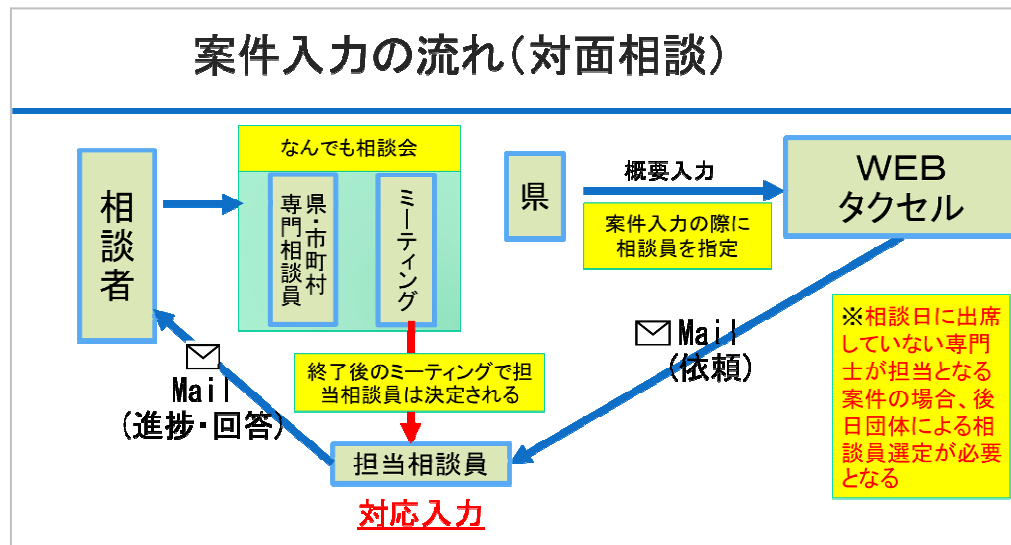 案件入力の流れ（対面相談）
なんでも相談会
相談者
県・市町村
専門相談員
ミーティング
県
概要入力
案件入力の際に
相談員を指定
WEB
タクセル
Mail
（依頼）
※相談日に出席
していない専門
士が担当となる
案件の場合、後
日団体による相
談員選定が必要
となる
終了後のミーティングで担
当相談員は決定される
Mail
（進捗・回答）
担当相談員
対応入力